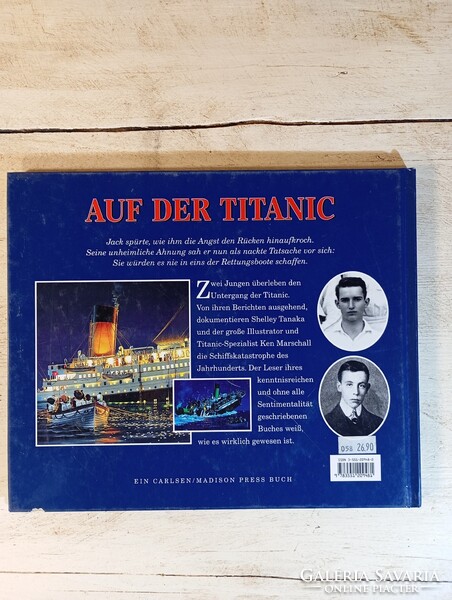 AUF DER TITANIC
Jack spürte, wie ihm die Angst den Rücken hinaufkroch.
Seine unheimliche Ahnung sah er nun als nackte Tatsache vor sich:
Sie würden es nie in eins der Rettungsboote schaffen.
Zwei Jungen überleben den
Untergang der Titanic.
Von ihren Berichten ausgehend,
dokumentieren Shelley Tanaka
und der große Illustrator und
Titanic-Spezialist Ken Marschall
die Schiffskatastrophe des
Jahrhunderts. Der Leser ihres
kenntnisreichen
und ohne alle
Sentimentalität
geschriebenen
Buches weiß,
wie es wirklich gewesen ist.
098 26,90
EIN CARLSEN/MADISON PRESS BUCH
GALERIA SAVARIA
ONLINE PIACTÉR